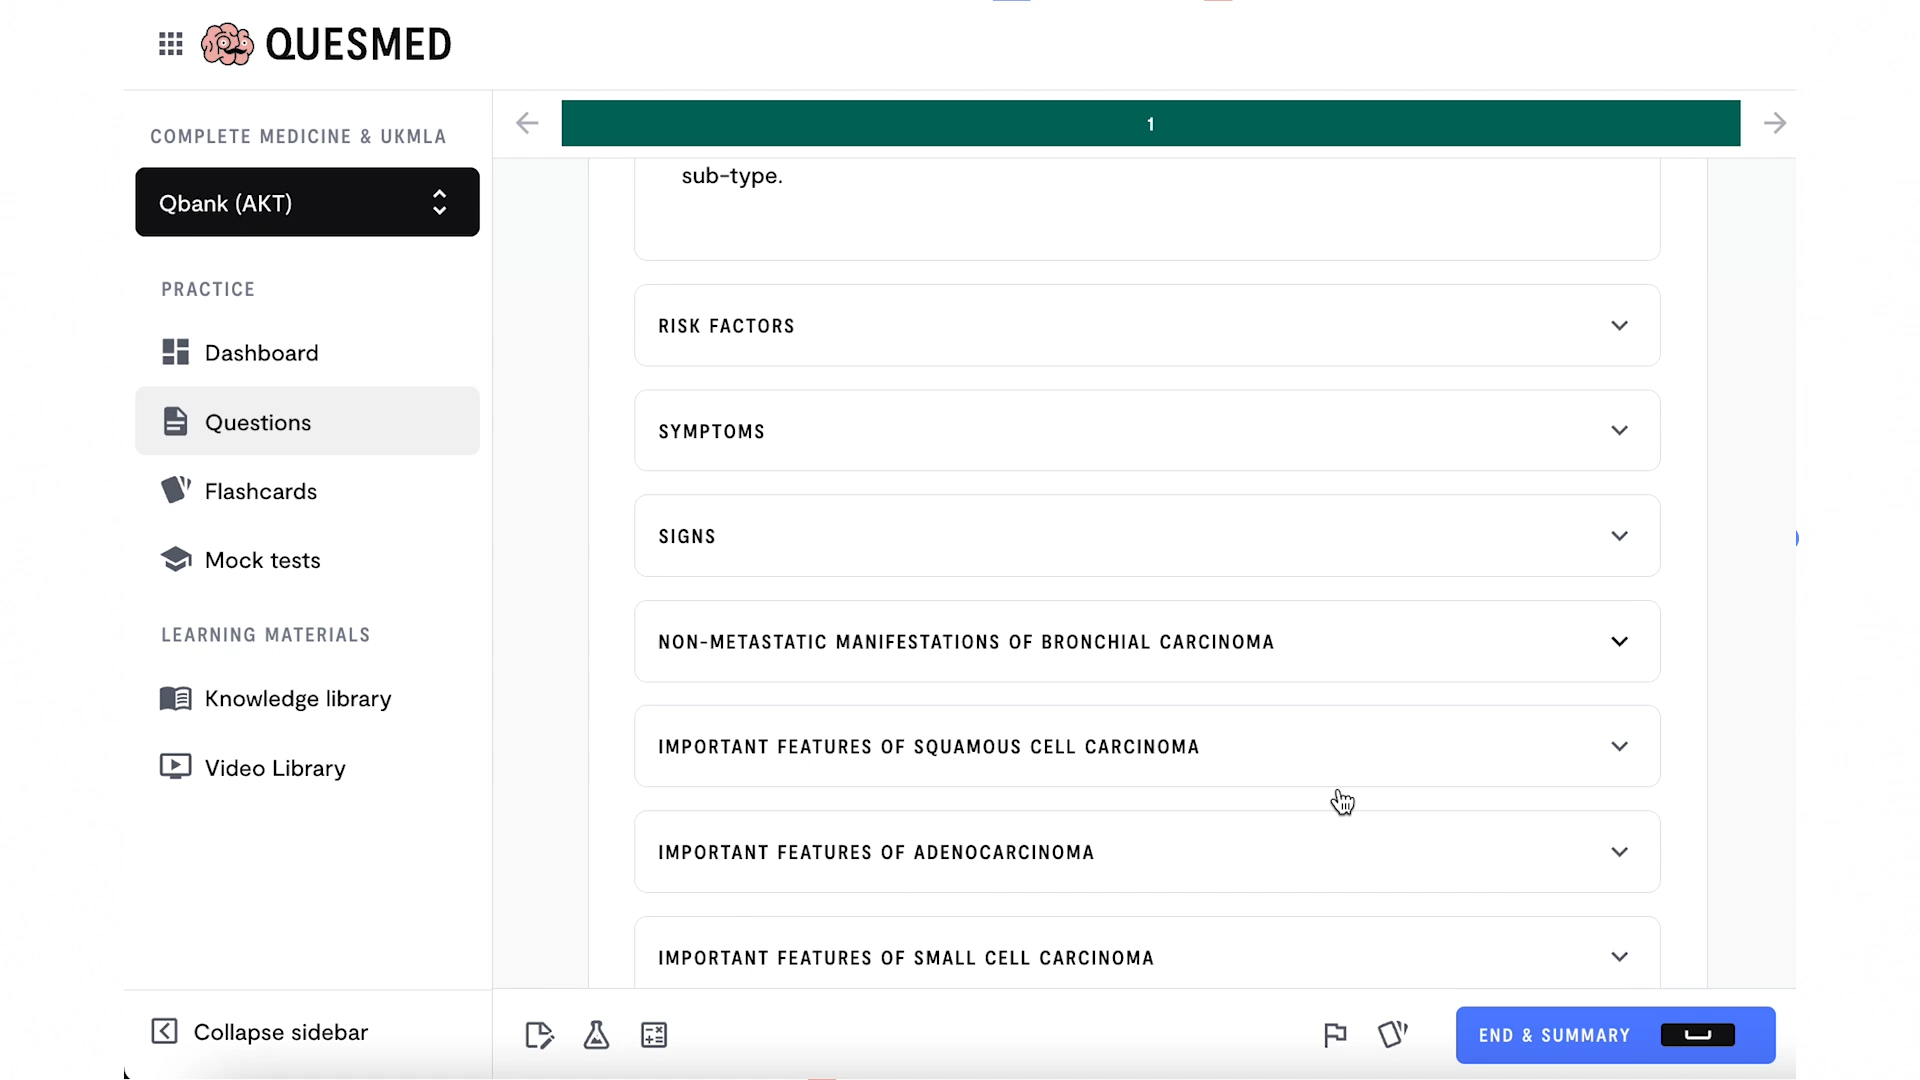 QUESMED
COMPLETE MEDICINE & UKMLA
Qbank (AKT)
PRACTICE
Dashboard
Questions
Flashcards
Mock tests
LEARNING MATERIALS
Knowledge library
Video Library
Collapse sidebar
1
sub-type.
RISK FACTORS
SYMPTOMS
SIGNS
NON-METASTATIC MANIFESTATIONS OF BRONCHIAL CARCINOMA
IMPORTANT FEATURES OF SQUAMOUS CELL CARCINOMA
IMPORTANT FEATURES OF ADENOCARCINOMA
IMPORTANT FEATURES OF SMALL CELL CARCINOMA
END & SUMMARY